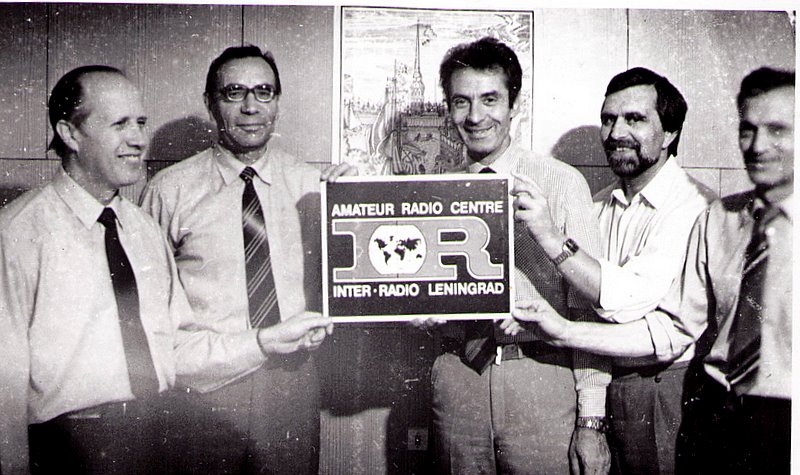 AMATEUR RADIO CENTRE
IR
INTER·RADIO LENINGRAD